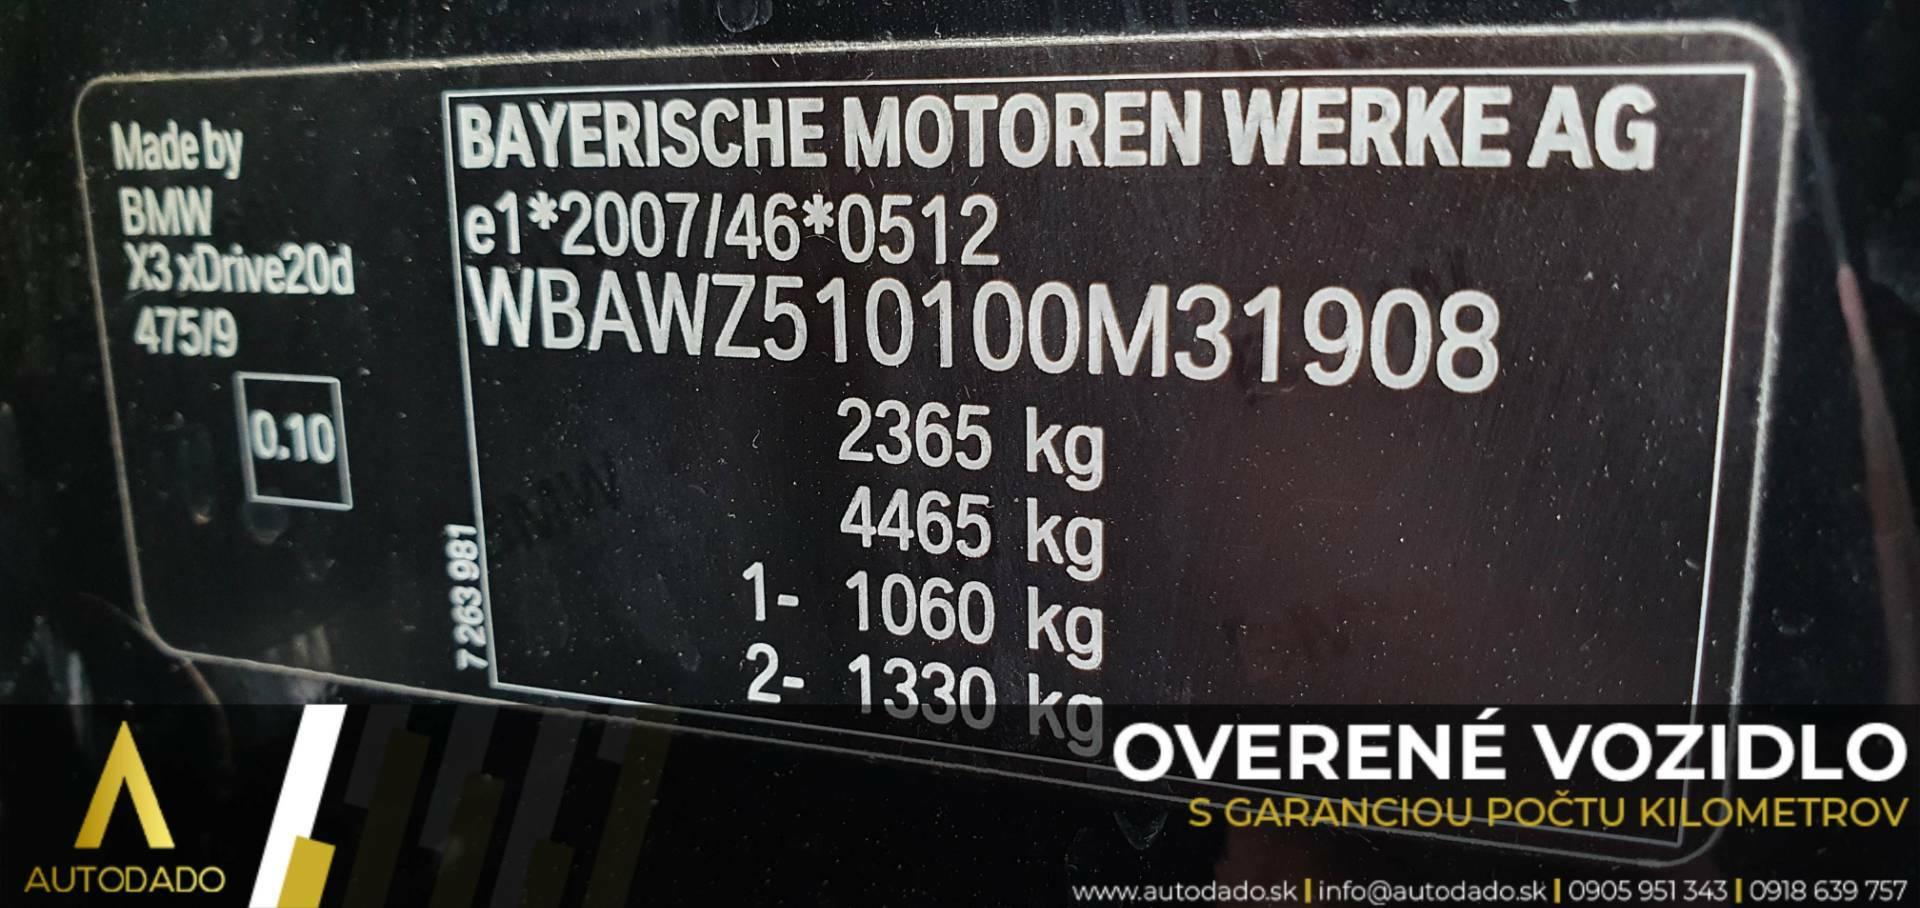 Made by
BMW
X3 xDrive20d
475/9
0.10
7 263 981
BAYERISCHE MOTOREN WERKE AG
e1*2007/46*0512
WBAWZ510100M31908
2365 kg
4465 kg
1- 1060 kg
2- 1330 kg
AUTODADO
OVERENÉ VOZIDLO
S GARANCIOU POČTU KILOMETROV
www.autodado.sk | info@autodado.sk | 0905 951 343 | 0918 639 757